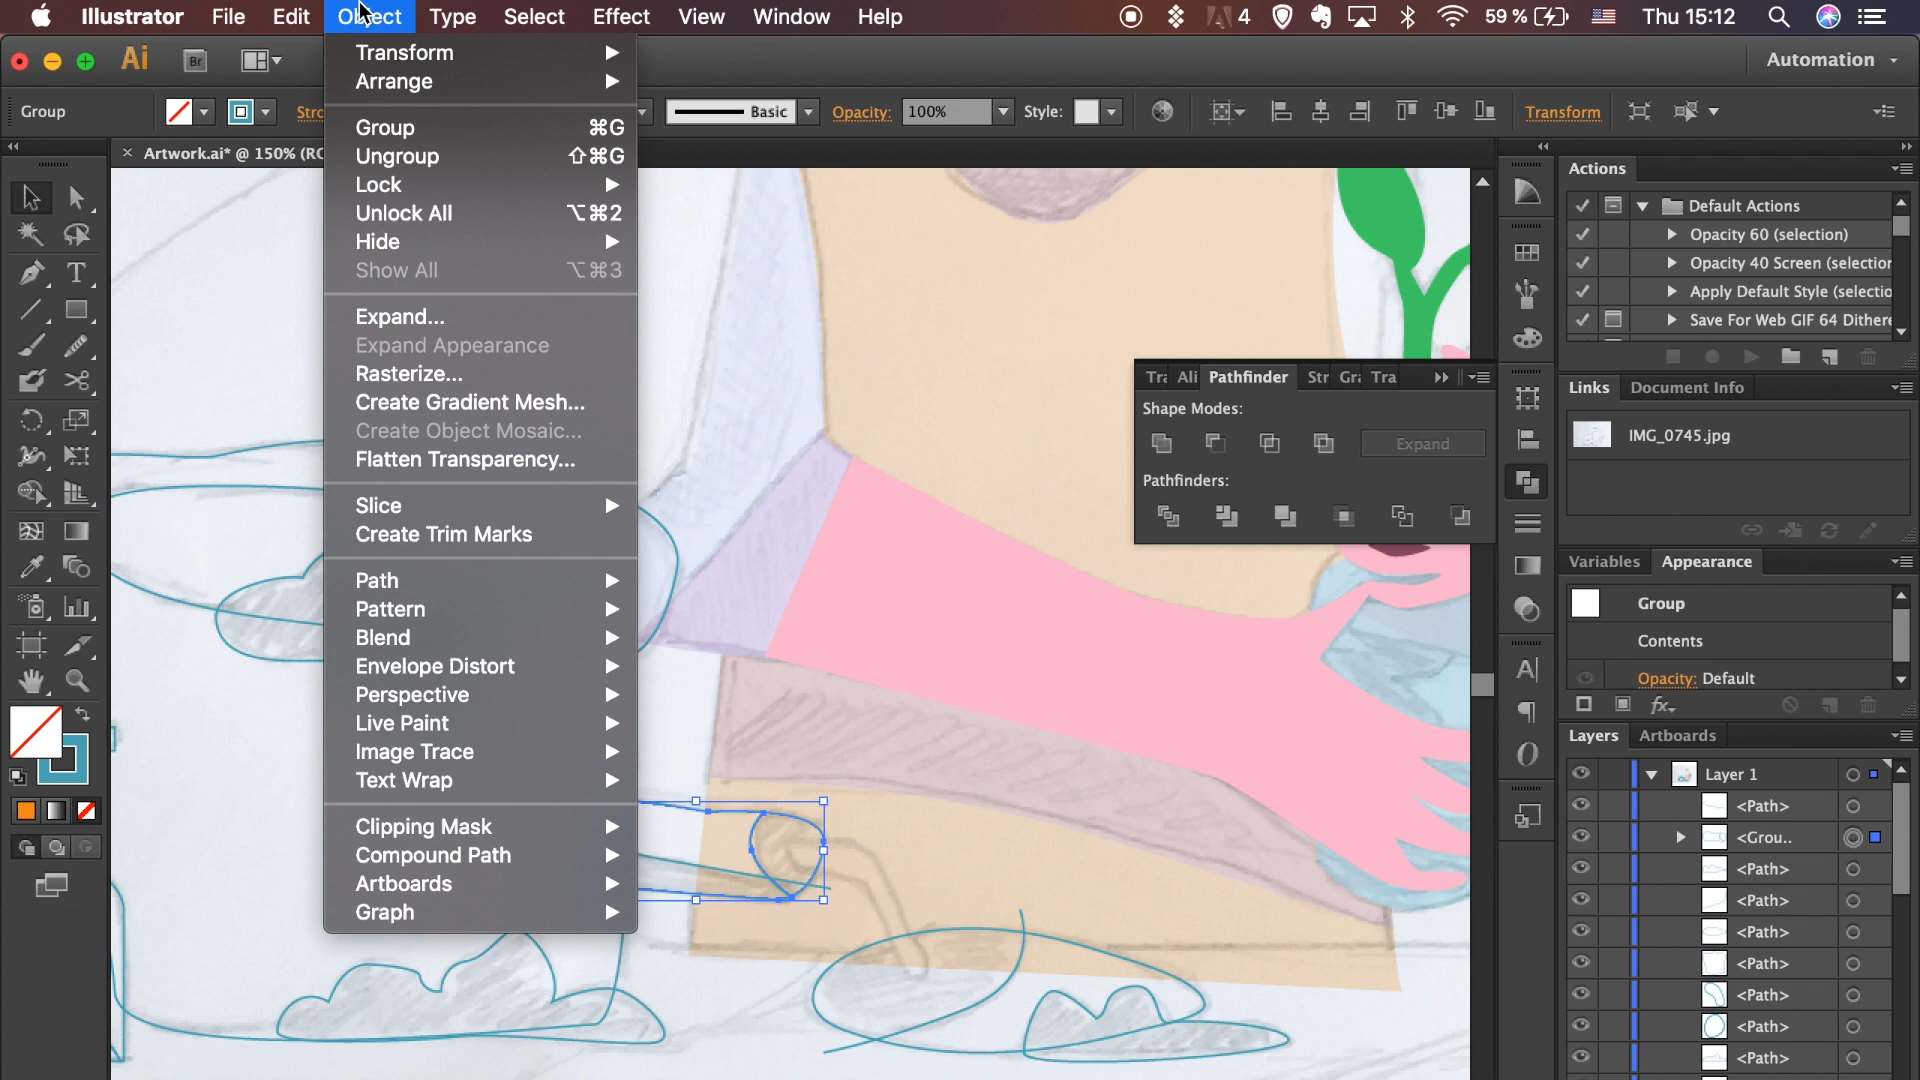 Illustrator File Edit Object Type Select Effect View Window Help
4 59 % Thu 15:12
Ai Br Automation
Group Stro Basic Opacity: 100% Style: Transform
× Artwork.ai* @ 150% (RG
Transform
Arrange
Group ⌘G
Ungroup ⇧⌘G
Lock
Unlock All ⌥⌘2
Hide
Show All ⌥⌘3
Expand...
Expand Appearance
Rasterize...
Create Gradient Mesh...
Create Object Mosaic...
Flatten Transparency...
Slice
Create Trim Marks
Path
Pattern
Blend
Envelope Distort
Perspective
Live Paint
Image Trace
Text Wrap
Clipping Mask
Compound Path
Artboards
Graph
Tra Ali Pathfinder Str Gra Tra
Shape Modes:
Expand
Pathfinders:
Actions
Default Actions
Opacity 60 (selection)
Opacity 40 Screen (selection
Apply Default Style (selectio
Save For Web GIF 64 Dithere
Links Document Info
IMG_0745.jpg
Variables Appearance
Group
Contents
Opacity: Default
fx
Layers Artboards
Layer 1
<Path>
<Grou..
<Path>
<Path>
<Path>
<Path>
<Path>
<Path>
<Path>